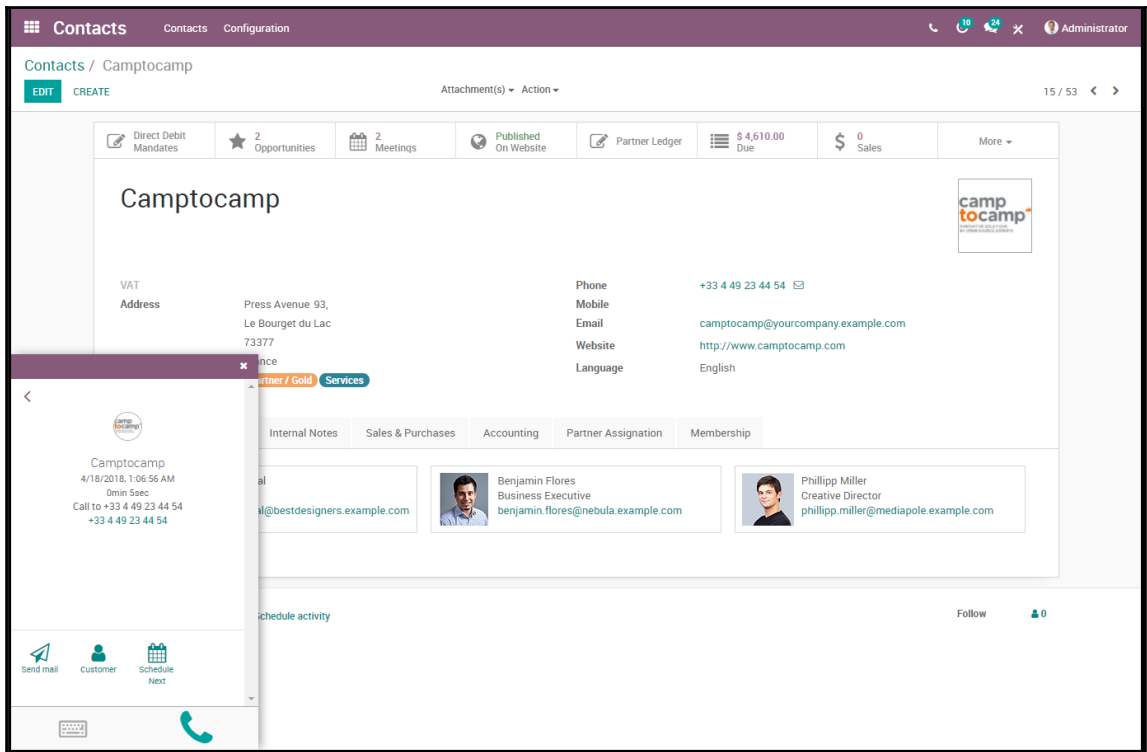 Contacts Contacts Configuration 10 24 Administrator
Contacts / Camptocamp
EDIT CREATE Attachment(s) Action 15 / 53
Direct Debit Mandates
2 Opportunities
2 Meetings
Published On Website
Partner Ledger
$ 4,610.00 Due
0 Sales
More
Camptocamp
camp
tocamp
VAT
Address Press Avenue 93,
Le Bourget du Lac
73377
nce
rtner / Gold Services
Phone +33 4 49 23 44 54
Mobile
Email camptocamp@yourcompany.example.com
Website http://www.camptocamp.com
Language English
Internal Notes Sales & Purchases Accounting Partner Assignation Membership
al
al@bestdesigners.example.com
Benjamin Flores
Business Executive
benjamin.flores@nebula.example.com
Phillipp Miller
Creative Director
phillipp.miller@mediapole.example.com
chedule activity Follow 0
camp
tocamp
Camptocamp
4/18/2018, 1:06:56 AM
0min 5sec
Call to +33 4 49 23 44 54
+33 4 49 23 44 54
Send mail
Customer
Schedule
Next